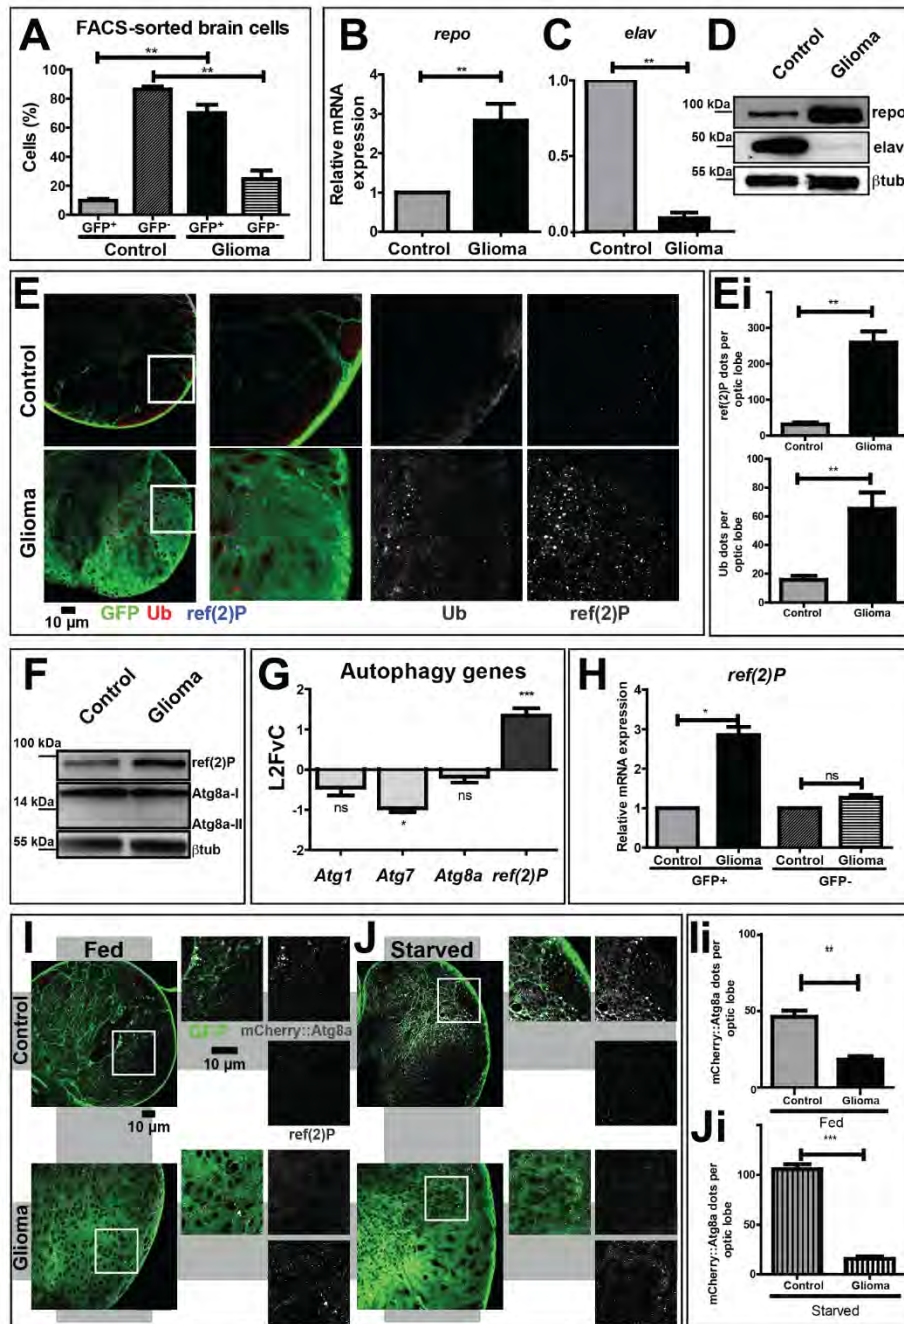 A
FACS-sorted brain cells
**
**
Cells (%)
100
80
60
40
20
0
GFP+ GFP- GFP+ GFP-
Control Glioma
B
repo
**
Relative mRNA
expression
4
3
2
1
0
Control Glioma
C
elav
**
1.0
0.5
0.0
Control Glioma
D
Control Glioma
100 kDa
repo
50 kDa
elav
55 kDa
βtub
E
Control
Glioma
10 µm
GFP Ub ref(2)P
Ub
ref(2)P
Ei
**
ref(2)P dots per
optic lobe
300
200
100
0
Control Glioma
**
Ub dots per
optic lobe
80
60
40
20
0
Control Glioma
F
Control Glioma
100 kDa
ref(2)P
Atg8a-I
14 kDa
Atg8a-II
55 kDa
βtub
G
Autophagy genes
***
L2FvC
2
1
0
-1
-2
ns
*
ns
Atg1 Atg7 Atg8a ref(2)P
H
ref(2)P
*
ns
Relative mRNA expression
4
3
2
1
0
Control Glioma Control Glioma
GFP+ GFP-
I
Fed
J
Starved
Control
GFP mCherry::Atg8a
10 µm
10 µm
ref(2)P
Glioma
Ii
**
mCherry::Atg8a dots per
optic lobe
100
50
0
Control Glioma
Fed
Ji
***
mCherry::Atg8a dots per
optic lobe
100
50
0
Control Glioma
Starved